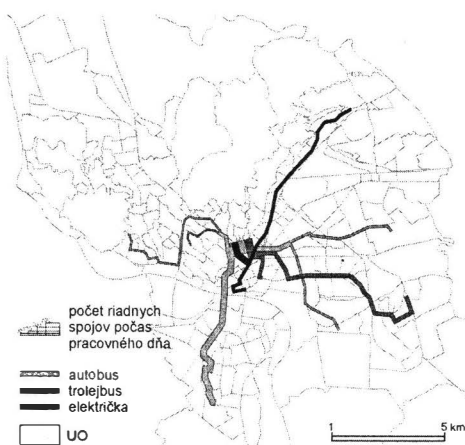 počet riadnych
spojov počas
pracovného dňa
autobus
trolejbus
električka
UO
1 5 km